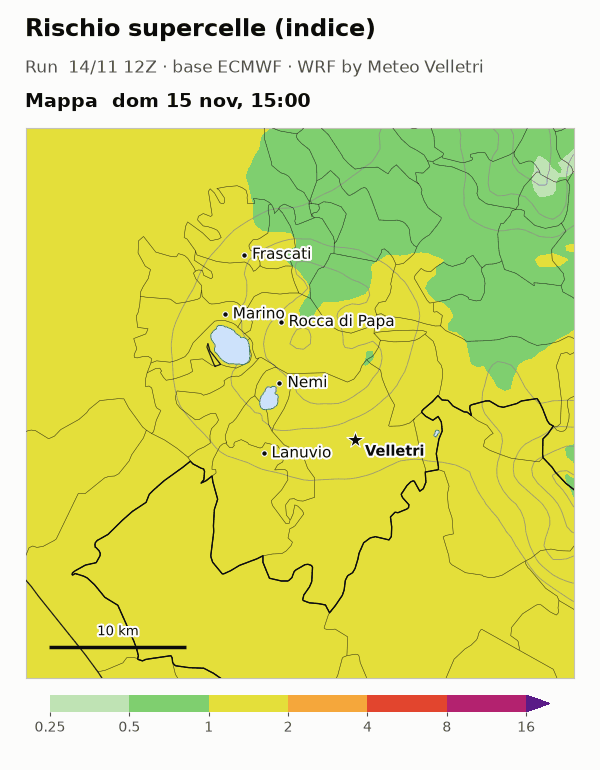 Rischio supercelle (indice)
Run  14/11 12Z · base ECMWF · WRF by Meteo Velletri
Mappa  dom 15 nov, 15:00
Frascati
Marino
Rocca di Papa
Nemi
Velletri
Lanuvio
10 km
0.25 0.5 1 2 4 8 16